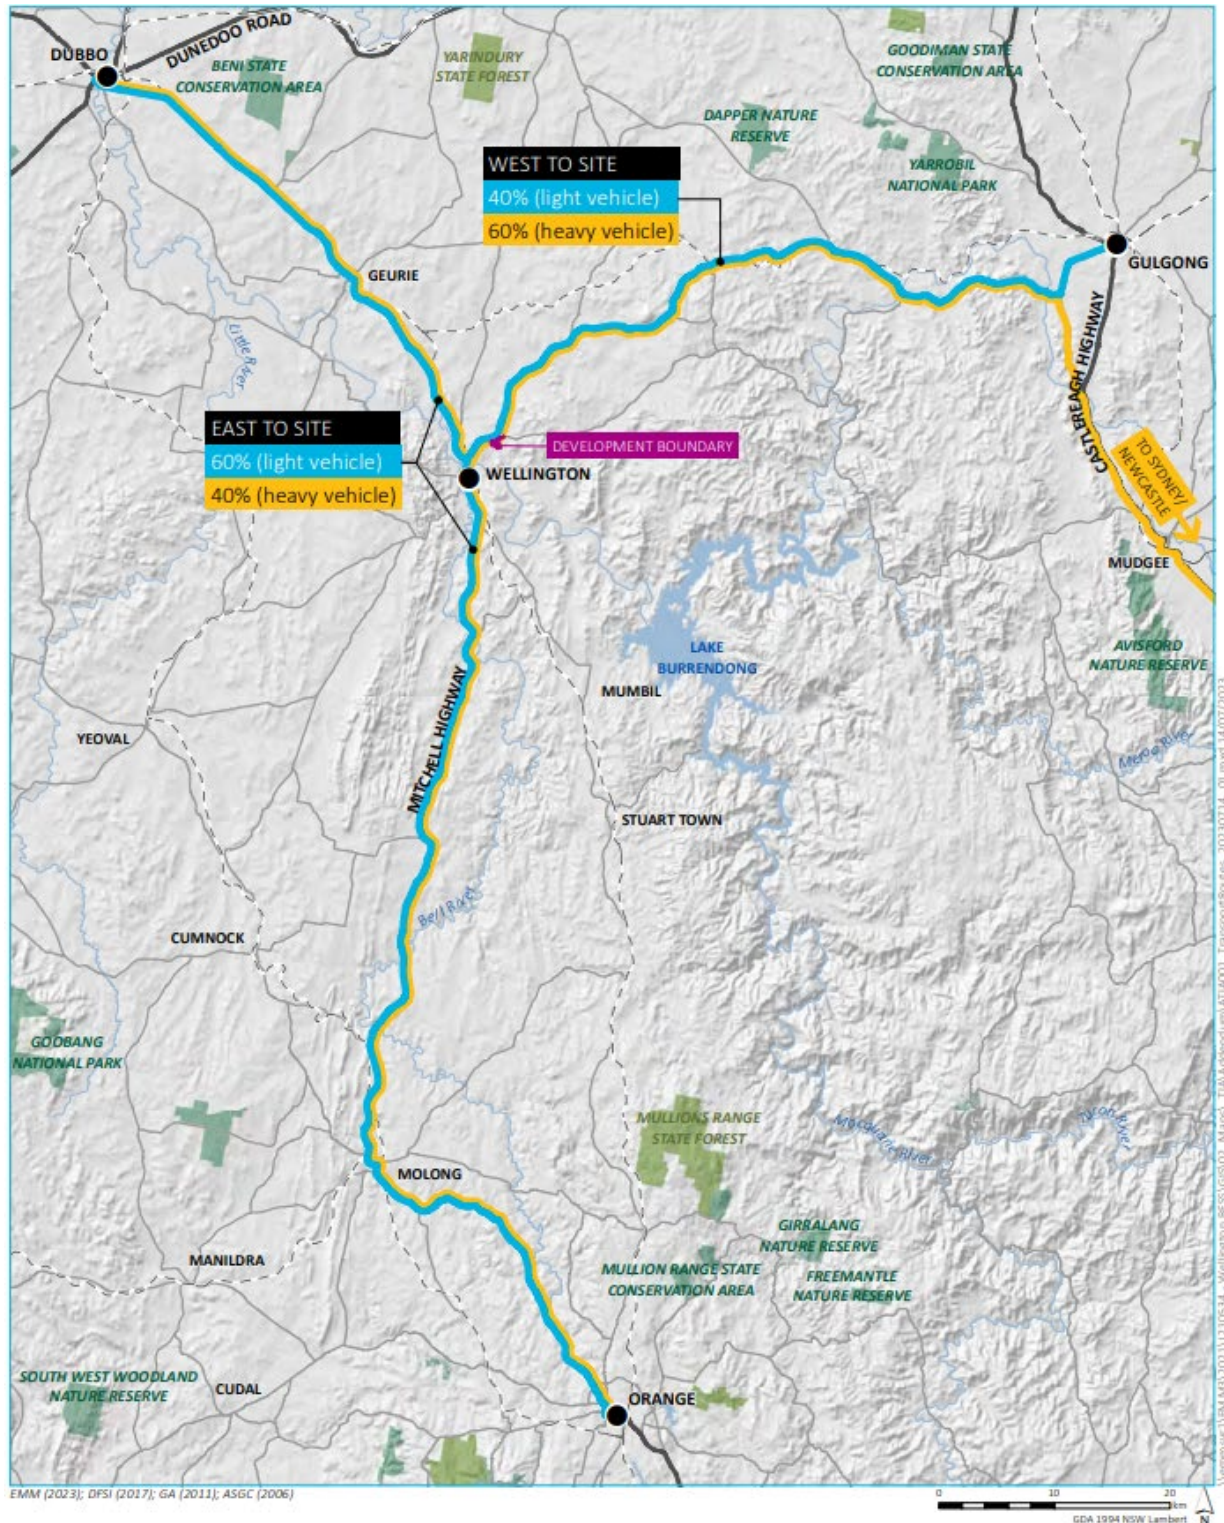 DUBBO
DUNEDOO ROAD
BENI STATE
CONSERVATION AREA
YARINDURY
STATE FOREST
GOODIMAN STATE
CONSERVATION AREA
DAPPER NATURE
RESERVE
YARROBIL
NATIONAL PARK
WEST TO SITE
40% (light vehicle)
60% (heavy vehicle)
GULGONG
GEURIE
Little River
CASTLEREAGH HIGHWAY
EAST TO SITE
60% (light vehicle)
40% (heavy vehicle)
DEVELOPMENT BOUNDARY
WELLINGTON
TO SYDNEY/
NEWCASTLE
MUDGEE
AVISFORD
NATURE RESERVE
LAKE
BURRENDONG
MUMBIL
MITCHELL HIGHWAY
YEOVAL
Meroo River
STUART TOWN
Bell River
CUMNOCK
GOOBANG
NATIONAL PARK
MULLIONS RANGE
STATE FOREST
Macquarie River
Turon River
MOLONG
GIRRALANG
NATURE RESERVE
MANILDRA
MULLION RANGE STATE
CONSERVATION AREA
FREEMANTLE
NATURE RESERVE
SOUTH WEST WOODLAND
NATURE RESERVE
CUDAL
ORANGE
EMM (2023); DFSI (2017); GA (2011); ASGC (2006)
0 10 20
km
GDA 1994 NSW Lambert
N